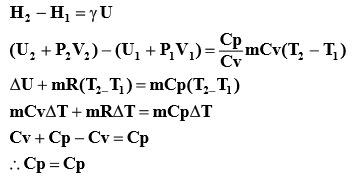 H₂ – H₁ = γ U
(U₂ + P₂V₂) – (U₁ + P₁V₁) = Cp/Cv mCv(T₂ – T₁)
ΔU + mR(T₂₋T₁) = mCp(T₂₋T₁)
mCvΔT + mRΔT = mCpΔT
Cv + Cp – Cv = Cp
∴ Cp = Cp